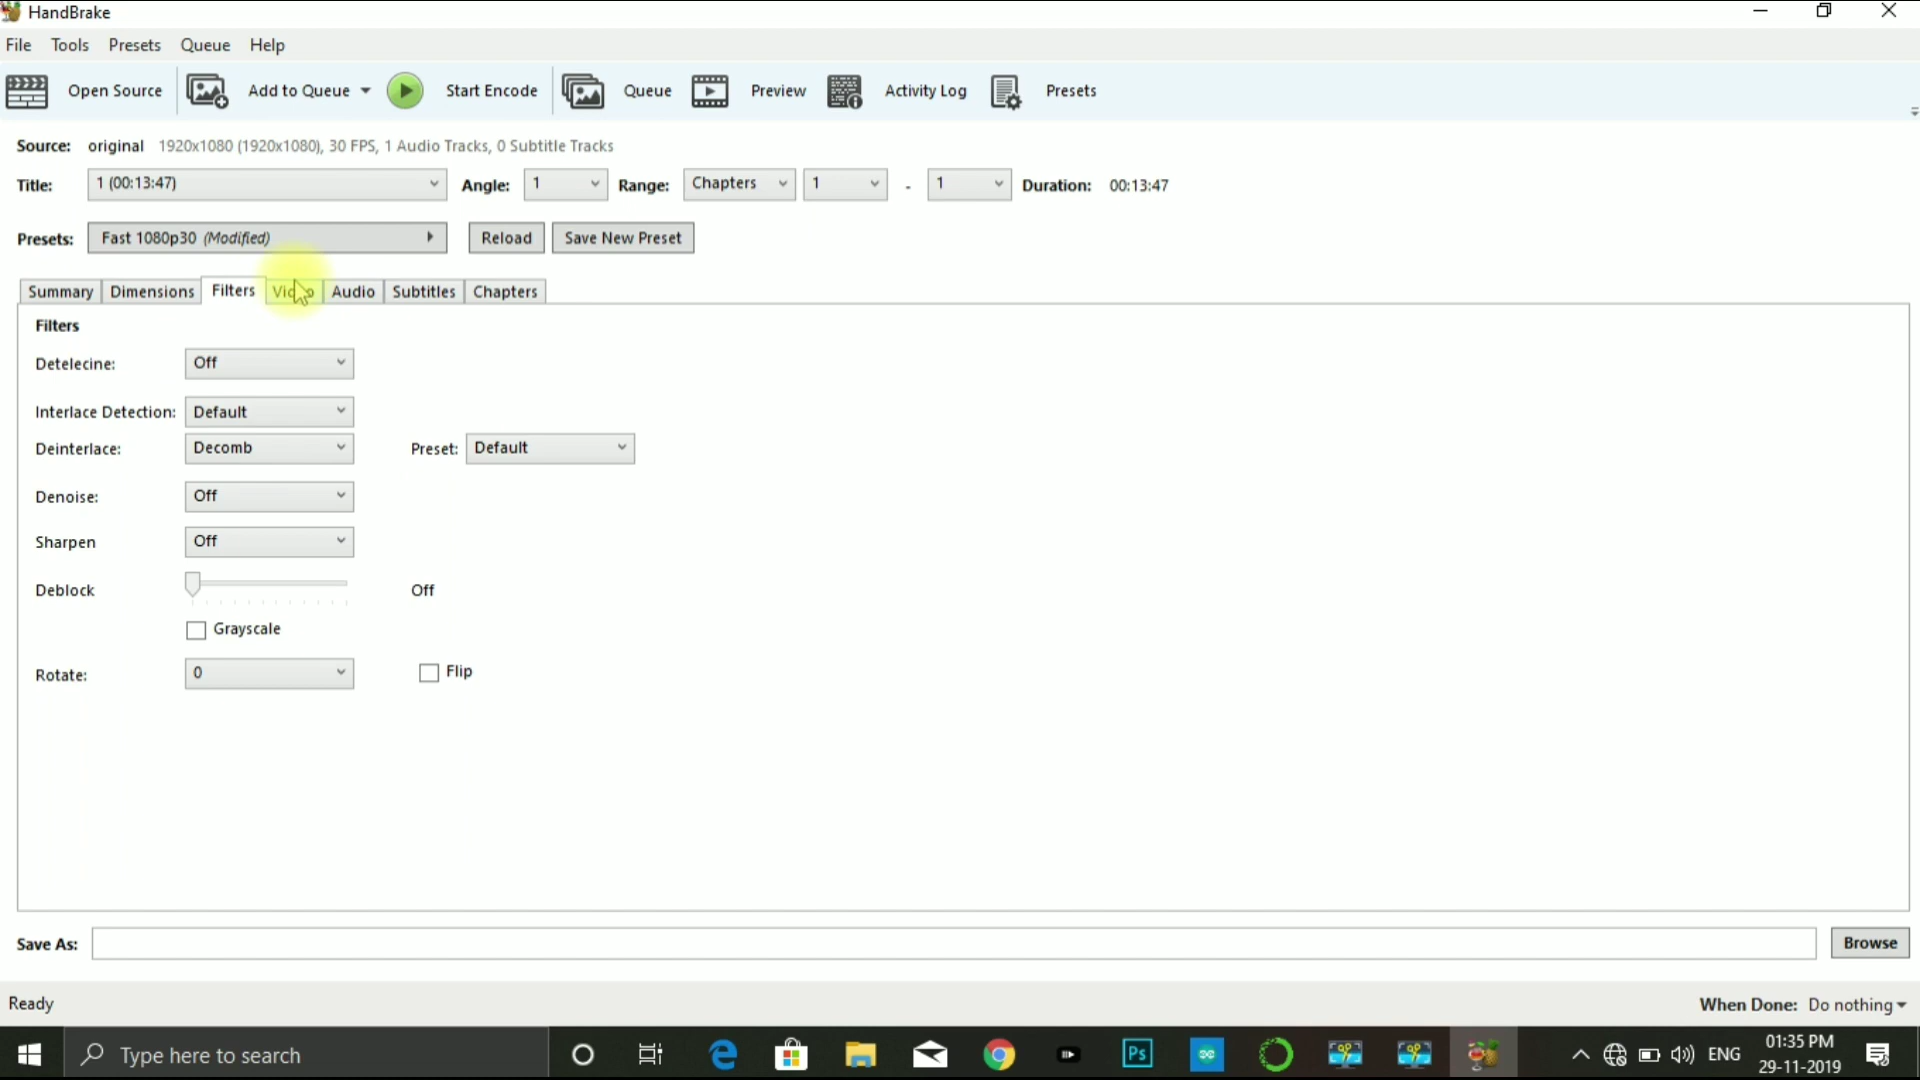 HandBrake
File Tools Presets Queue Help
Open Source Add to Queue Start Encode Queue Preview Activity Log Presets
Source: original 1920x1080 (1920x1080), 30 FPS, 1 Audio Tracks, 0 Subtitle Tracks
Title: 1 (00:13:47) Angle: 1 Range: Chapters 1 - 1 Duration: 00:13:47
Presets: Fast 1080p30 (Modified) Reload Save New Preset
Summary Dimensions Filters Video Audio Subtitles Chapters
Filters
Detelecine: Off
Interlace Detection: Default
Deinterlace: Decomb Preset: Default
Denoise: Off
Sharpen Off
Deblock Off
Grayscale
Rotate: 0 Flip
Save As: Browse
Ready When Done: Do nothing
Type here to search Ps ENG 01:35 PM
29-11-2019